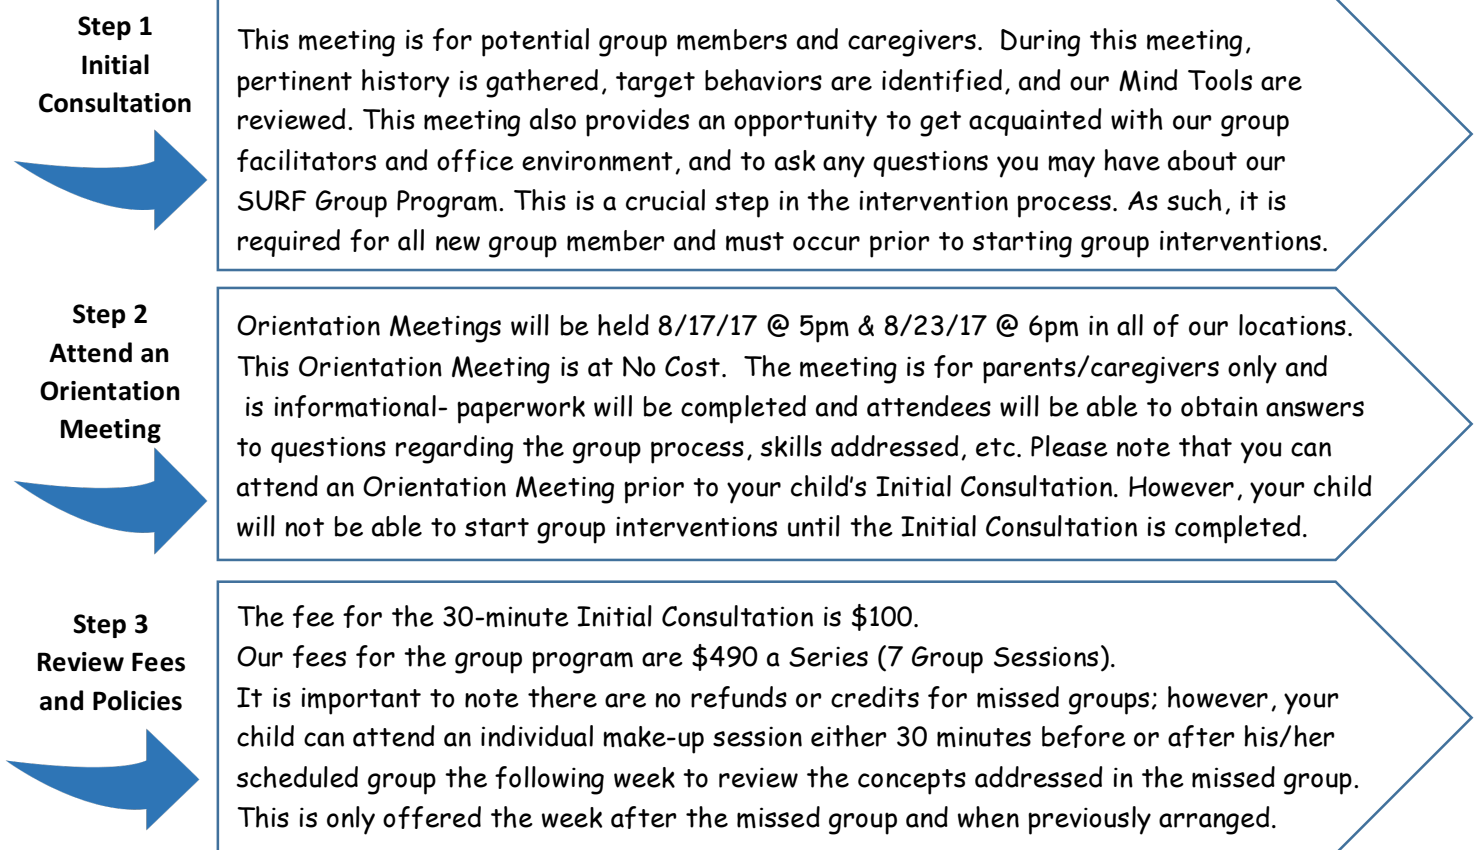 Step 1
Initial
Consultation
This meeting is for potential group members and caregivers.  During this meeting,
pertinent history is gathered, target behaviors are identified, and our Mind Tools are
reviewed. This meeting also provides an opportunity to get acquainted with our group
facilitators and office environment, and to ask any questions you may have about our
SURF Group Program. This is a crucial step in the intervention process. As such, it is
required for all new group member and must occur prior to starting group interventions.
Step 2
Attend an
Orientation
Meeting
Orientation Meetings will be held 8/17/17 @ 5pm & 8/23/17 @ 6pm in all of our locations.
This Orientation Meeting is at No Cost.  The meeting is for parents/caregivers only and
is informational- paperwork will be completed and attendees will be able to obtain answers
to questions regarding the group process, skills addressed, etc. Please note that you can
attend an Orientation Meeting prior to your child’s Initial Consultation. However, your child
will not be able to start group interventions until the Initial Consultation is completed.
Step 3
Review Fees
and Policies
The fee for the 30-minute Initial Consultation is $100.
Our fees for the group program are $490 a Series (7 Group Sessions).
It is important to note there are no refunds or credits for missed groups; however, your
child can attend an individual make-up session either 30 minutes before or after his/her
scheduled group the following week to review the concepts addressed in the missed group.
This is only offered the week after the missed group and when previously arranged.